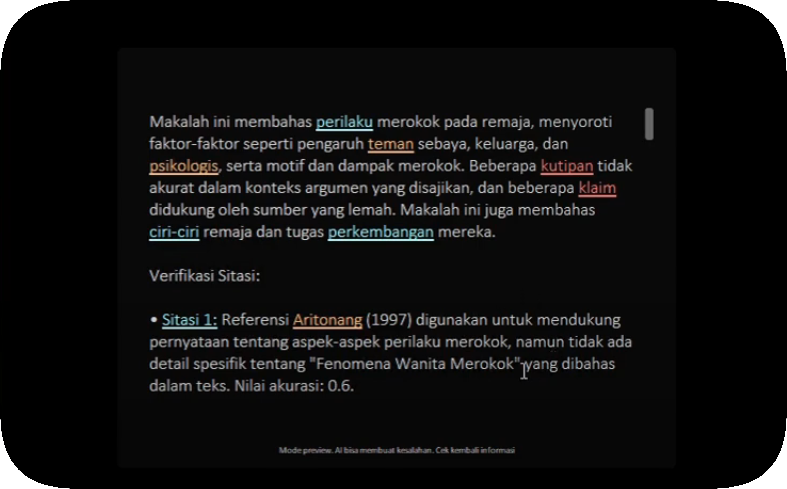 Makalah ini membahas perilaku merokok pada remaja, menyoroti
faktor-faktor seperti pengaruh teman sebaya, keluarga, dan
psikologis, serta motif dan dampak merokok. Beberapa kutipan tidak
akurat dalam konteks argumen yang disajikan, dan beberapa klaim
didukung oleh sumber yang lemah. Makalah ini juga membahas
ciri-ciri remaja dan tugas perkembangan mereka.
Verifikasi Sitasi:
• Sitasi 1: Referensi Aritonang (1997) digunakan untuk mendukung
pernyataan tentang aspek-aspek perilaku merokok, namun tidak ada
detail spesifik tentang "Fenomena Wanita Merokok" yang dibahas
dalam teks. Nilai akurasi: 0.6.
Mode preview. AI bisa membuat kesalahan. Cek kembali informasi